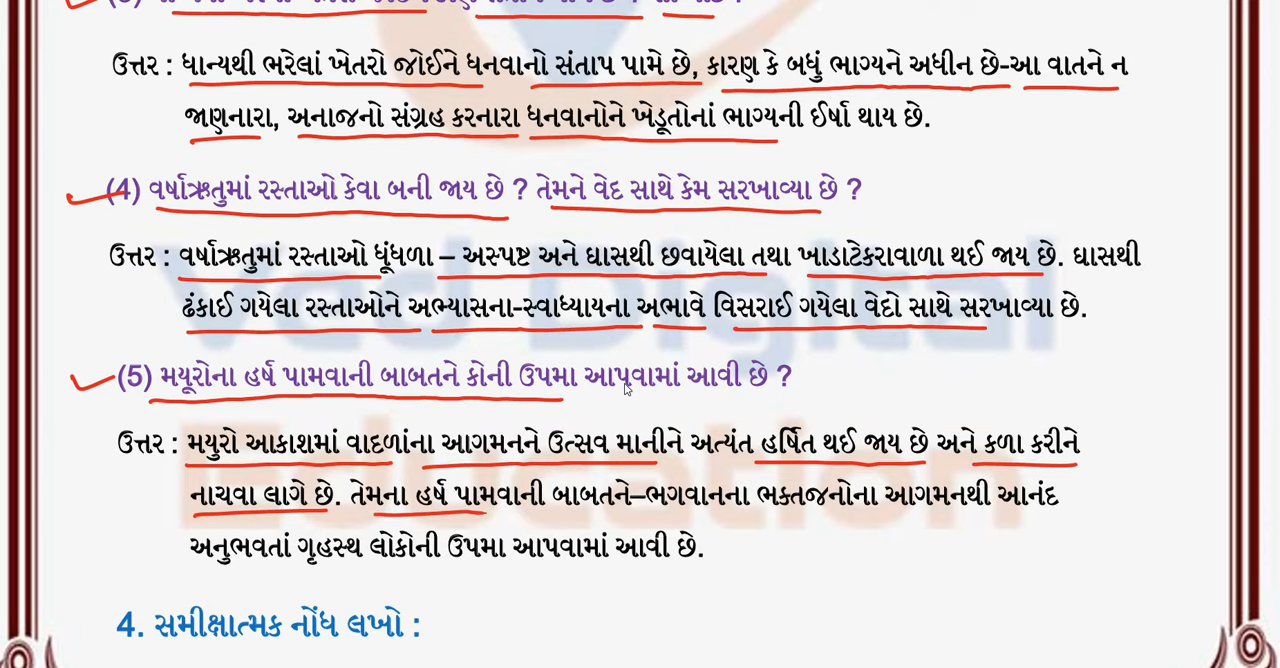 ઉત્તર : ધાન્યથી ભરેલાં ખેતરો જોઈને ધનવાનો સંતાપ પામે છે, કારણ કે બધું ભાગ્યને અધીન છે-આ વાતને ન
જાણનારા, અનાજનો સંગ્રહ કરનારા ધનવાનોને ખેડૂતોનાં ભાગ્યની ઈર્ષા થાય છે.
(4) વર્ષાઋતુમાં રસ્તાઓ કેવા બની જાય છે ? તેમને વેદ સાથે કેમ સરખાવ્યા છે ?
ઉત્તર : વર્ષાઋતુમાં રસ્તાઓ ધૂંધળા – અસ્પષ્ટ અને ઘાસથી છવાયેલા તથા ખાડાટેકરાવાળા થઈ જાય છે. ઘાસથી
ઢંકાઈ ગયેલા રસ્તાઓને અભ્યાસના-સ્વાધ્યાયના અભાવે વિસરાઈ ગયેલા વેદો સાથે સરખાવ્યા છે.
(5) મયૂરોના હર્ષ પામવાની બાબતને કોની ઉપમા આપવામાં આવી છે ?
ઉત્તર : મયુરો આકાશમાં વાદળાંના આગમનને ઉત્સવ માનીને અત્યંત હર્ષિત થઈ જાય છે અને કળા કરીને
નાચવા લાગે છે. તેમના હર્ષ પામવાની બાબતને–ભગવાનના ભક્તજનોના આગમનથી આનંદ
અનુભવતાં ગૃહસ્થ લોકોની ઉપમા આપવામાં આવી છે.
4. સમીક્ષાત્મક નોંધ લખો :
Ved Digital
Education